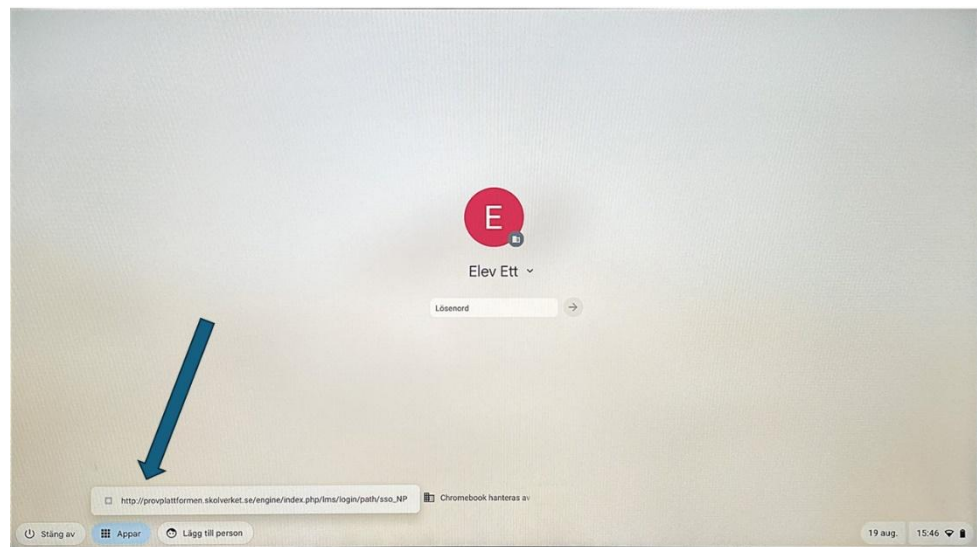 E
Elev Ett
Lösenord
http://provplattformen.skolverket.se/engine/index.php/lms/login/path/sso_NP
Chromebook hanteras av
Stäng av
Appar
Lägg till person
19 aug.
15:46